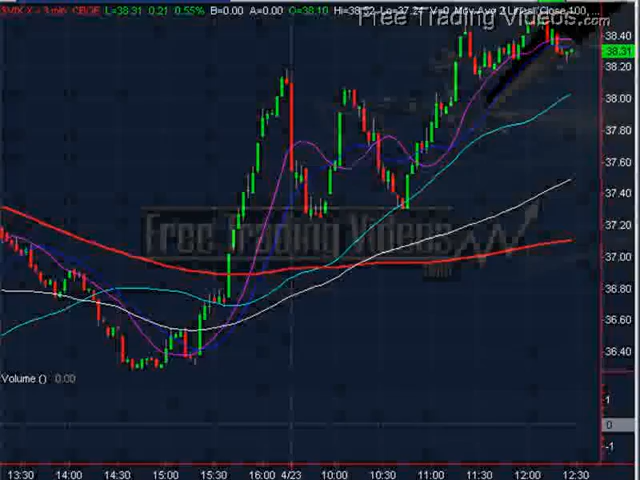 $VIX.X - 3 min CBOE L=38.31 0.21 0.55% B=0.00 A=0.00 O=38.10
Free Trading Videos.com
38.40
38.31
38.20
38.00
37.80
37.60
37.40
37.20
37.00
36.80
36.60
36.40
Free Trading Videos
.com
Volume () 0.00
1
0
-1
13:30 14:00 14:30 15:00 15:30 16:00 4/23 10:00 10:30 11:00 11:30 12:00 12:30